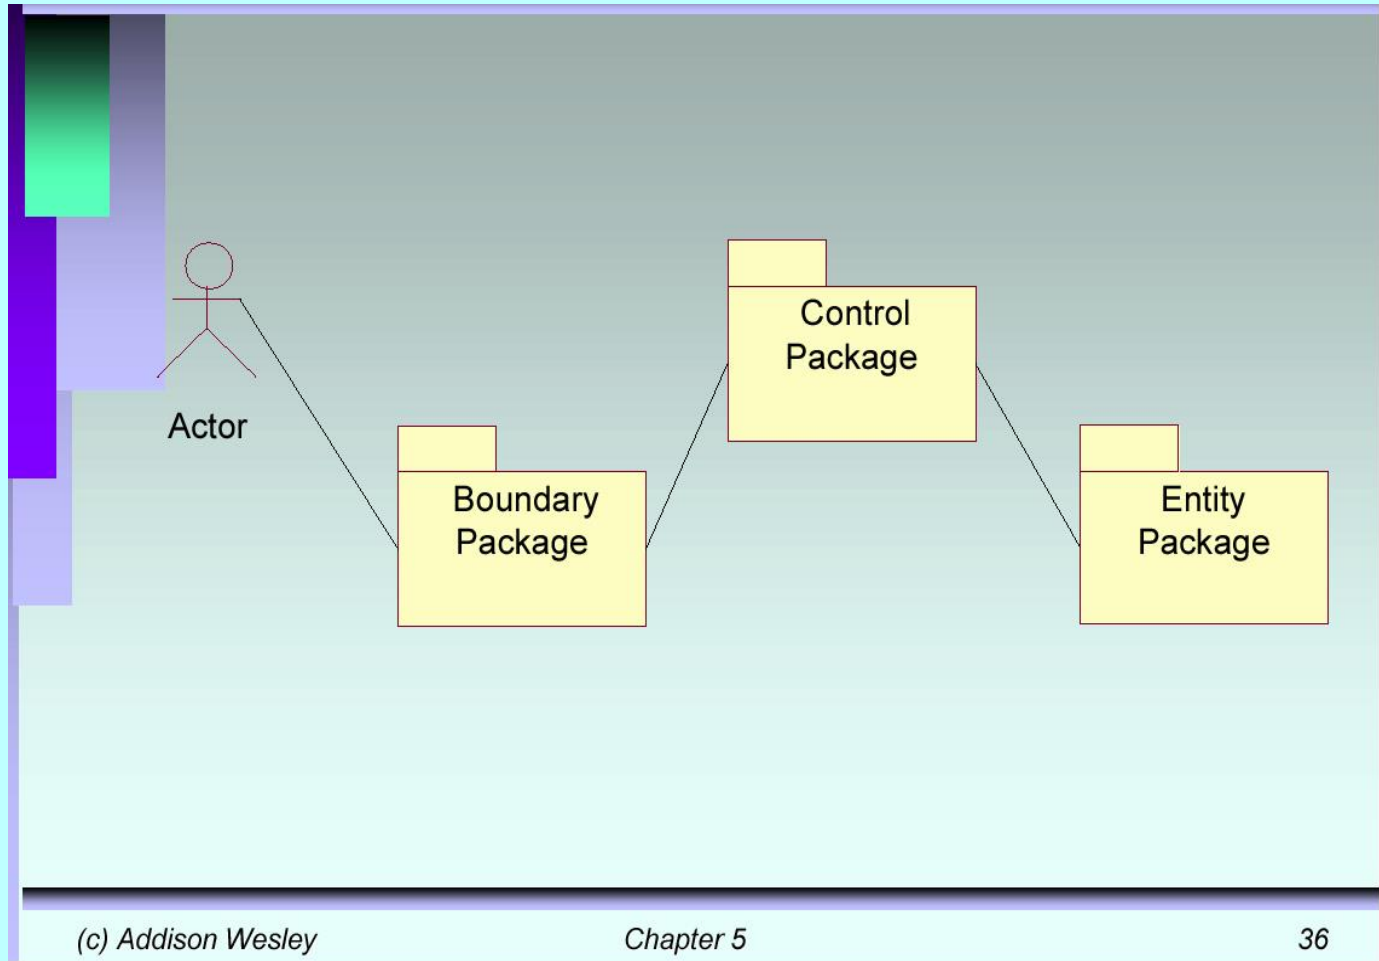 Actor
Boundary
Package
Control
Package
Entity
Package
(c) Addison Wesley
Chapter 5
36